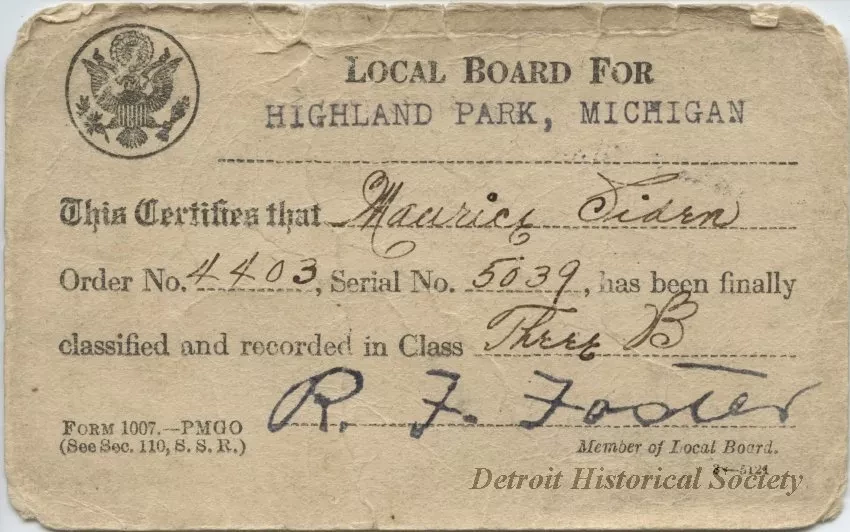 LOCAL BOARD FOR
HIGHLAND PARK, MICHIGAN
This Certifies that Maurice Siden
Order No. 4403, Serial No. 5039, has been finally
classified and recorded in Class Three B
R. F. Foster
FORM 1007.—PMGO
(See Sec. 110, S. S. R.)
Member of Local Board.
Detroit Historical Society